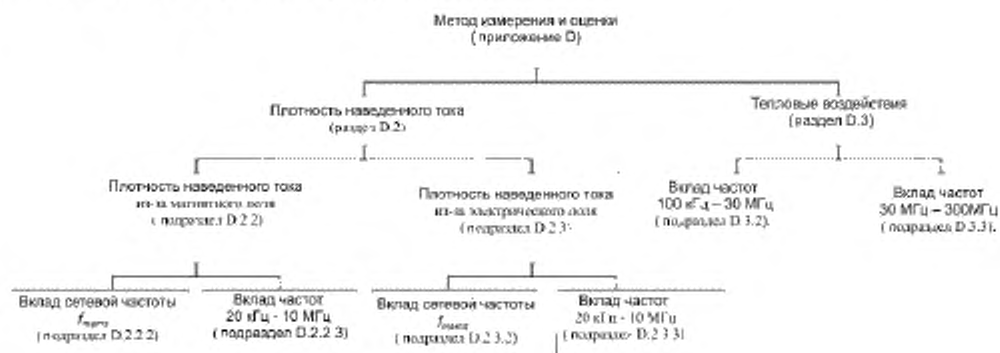 Метод измерения и оценки
(приложение D)
Плотность наведенного тока
(раздел D.2)
Тепловые воздействия
(раздел D.3)
Плотность наведенного тока
из-за магнитного поля
(подраздел D.2.2)
Плотность наведенного тока
из-за электрического поля
(подраздел D.2.3)
Вклад частот
100 кГц – 30 МГц
(подраздел D.3.2).
Вклад частот
30 МГц – 300МГц
(подраздел D.3.3).
Вклад сетевой частоты
(подраздел D.2.2.2)
Вклад частот
20 кГц - 10 МГц
(подраздел D.2.2.3)
Вклад сетевой частоты
(подраздел D.2.3.2)
Вклад частот
20 кГц - 10 МГц
(подраздел D.2.3.3)